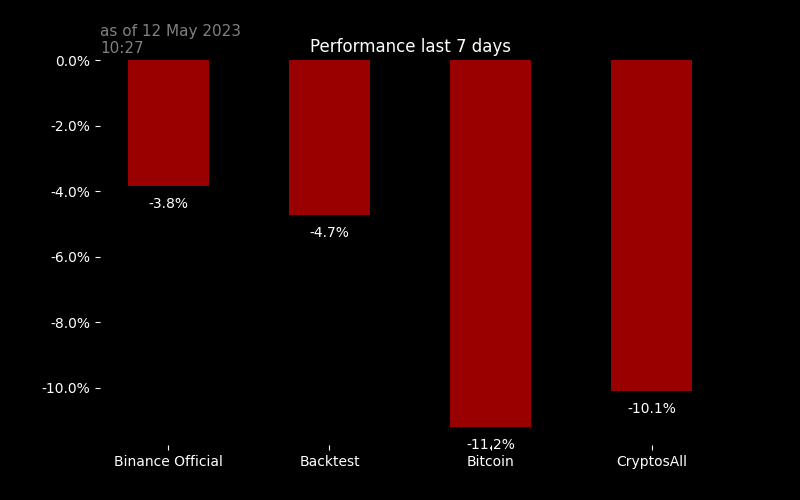 as of 12 May 2023
10:27
Performance last 7 days
0.0%
-2.0%
-4.0%
-6.0%
-8.0%
-10.0%
-3.8%
-4.7%
-11.2%
-10.1%
Binance Official
Backtest
Bitcoin
CryptosAll